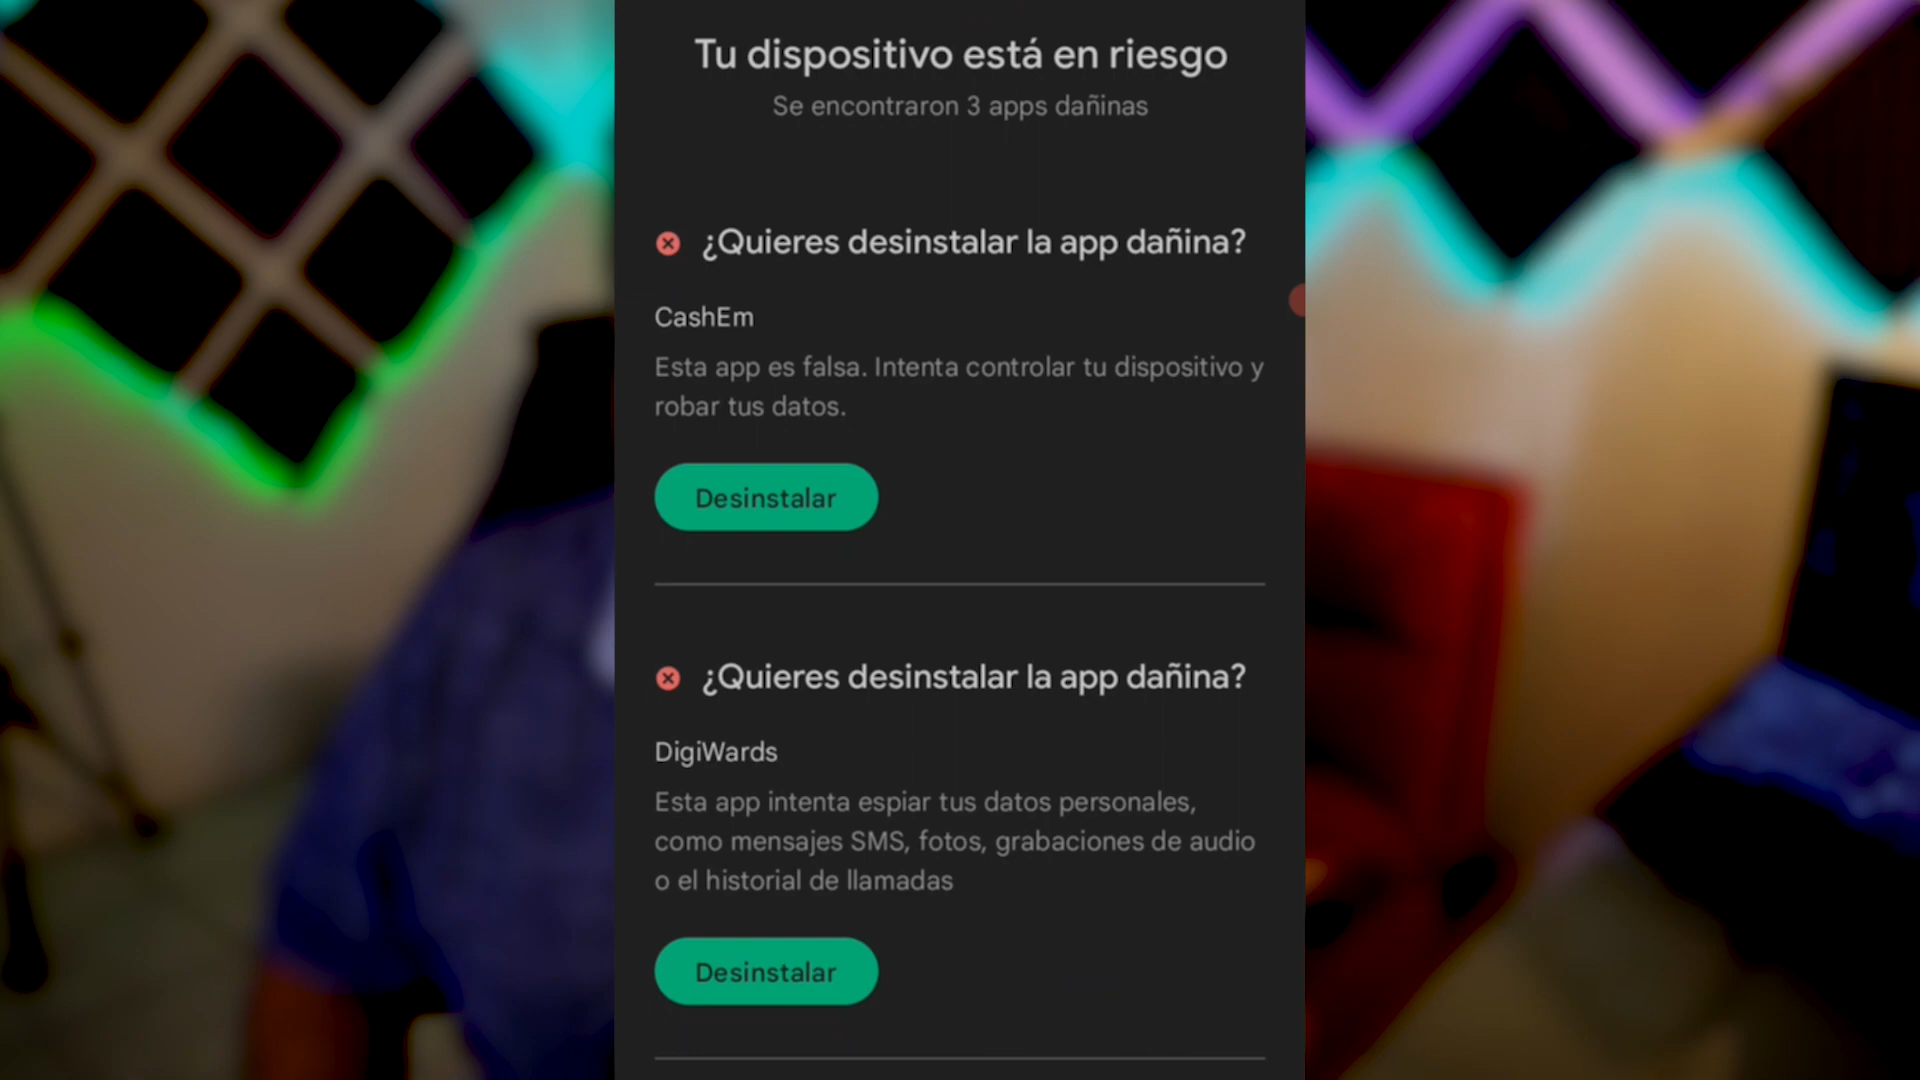 Tu dispositivo está en riesgo
Se encontraron 3 apps dañinas
¿Quieres desinstalar la app dañina?
CashEm
Esta app es falsa. Intenta controlar tu dispositivo y
robar tus datos.
Desinstalar
¿Quieres desinstalar la app dañina?
DigiWards
Esta app intenta espiar tus datos personales,
como mensajes SMS, fotos, grabaciones de audio
o el historial de llamadas
Desinstalar